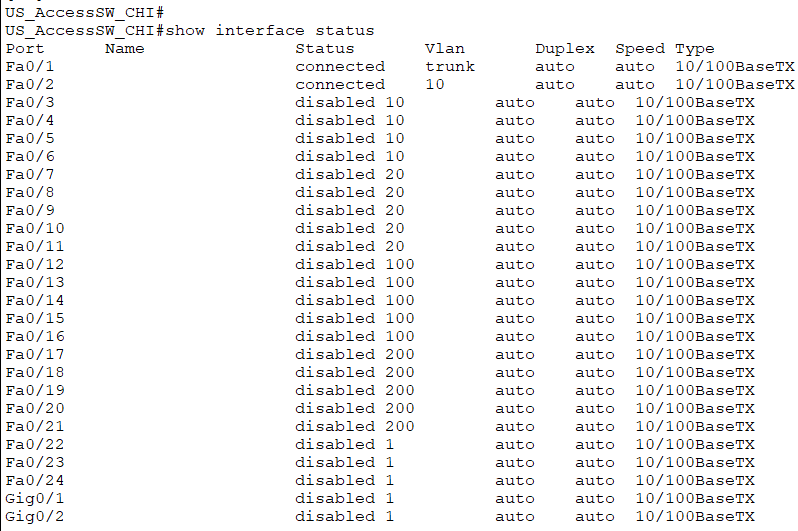 US_AccessSW_CHI#
US_AccessSW_CHI#show interface status
Port      Name               Status       Vlan       Duplex  Speed Type
Fa0/1                        connected    trunk      auto    auto  10/100BaseTX
Fa0/2                        connected    10         auto    auto  10/100BaseTX
Fa0/3                        disabled 10         auto    auto  10/100BaseTX
Fa0/4                        disabled 10         auto    auto  10/100BaseTX
Fa0/5                        disabled 10         auto    auto  10/100BaseTX
Fa0/6                        disabled 10         auto    auto  10/100BaseTX
Fa0/7                        disabled 20         auto    auto  10/100BaseTX
Fa0/8                        disabled 20         auto    auto  10/100BaseTX
Fa0/9                        disabled 20         auto    auto  10/100BaseTX
Fa0/10                       disabled 20         auto    auto  10/100BaseTX
Fa0/11                       disabled 20         auto    auto  10/100BaseTX
Fa0/12                       disabled 100        auto    auto  10/100BaseTX
Fa0/13                       disabled 100        auto    auto  10/100BaseTX
Fa0/14                       disabled 100        auto    auto  10/100BaseTX
Fa0/15                       disabled 100        auto    auto  10/100BaseTX
Fa0/16                       disabled 100        auto    auto  10/100BaseTX
Fa0/17                       disabled 200        auto    auto  10/100BaseTX
Fa0/18                       disabled 200        auto    auto  10/100BaseTX
Fa0/19                       disabled 200        auto    auto  10/100BaseTX
Fa0/20                       disabled 200        auto    auto  10/100BaseTX
Fa0/21                       disabled 200        auto    auto  10/100BaseTX
Fa0/22                       disabled 1          auto    auto  10/100BaseTX
Fa0/23                       disabled 1          auto    auto  10/100BaseTX
Fa0/24                       disabled 1          auto    auto  10/100BaseTX
Gig0/1                       disabled 1          auto    auto  10/100BaseTX
Gig0/2                       disabled 1          auto    auto  10/100BaseTX